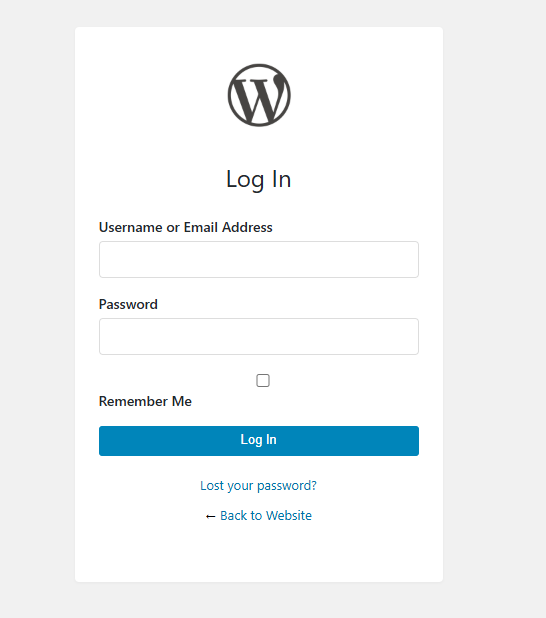 W
Log In
Username or Email Address
Password
Remember Me
Log In
Lost your password?
← Back to Website